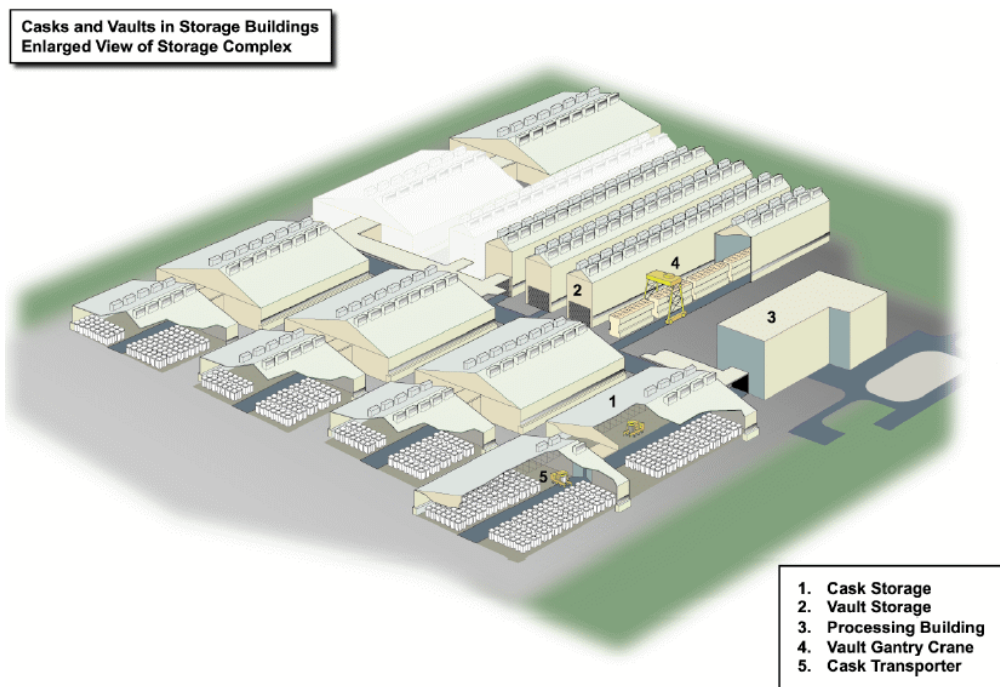 Casks and Vaults in Storage Buildings
Enlarged View of Storage Complex
4
2
3
1
5
1. Cask Storage
2. Vault Storage
3. Processing Building
4. Vault Gantry Crane
5. Cask Transporter